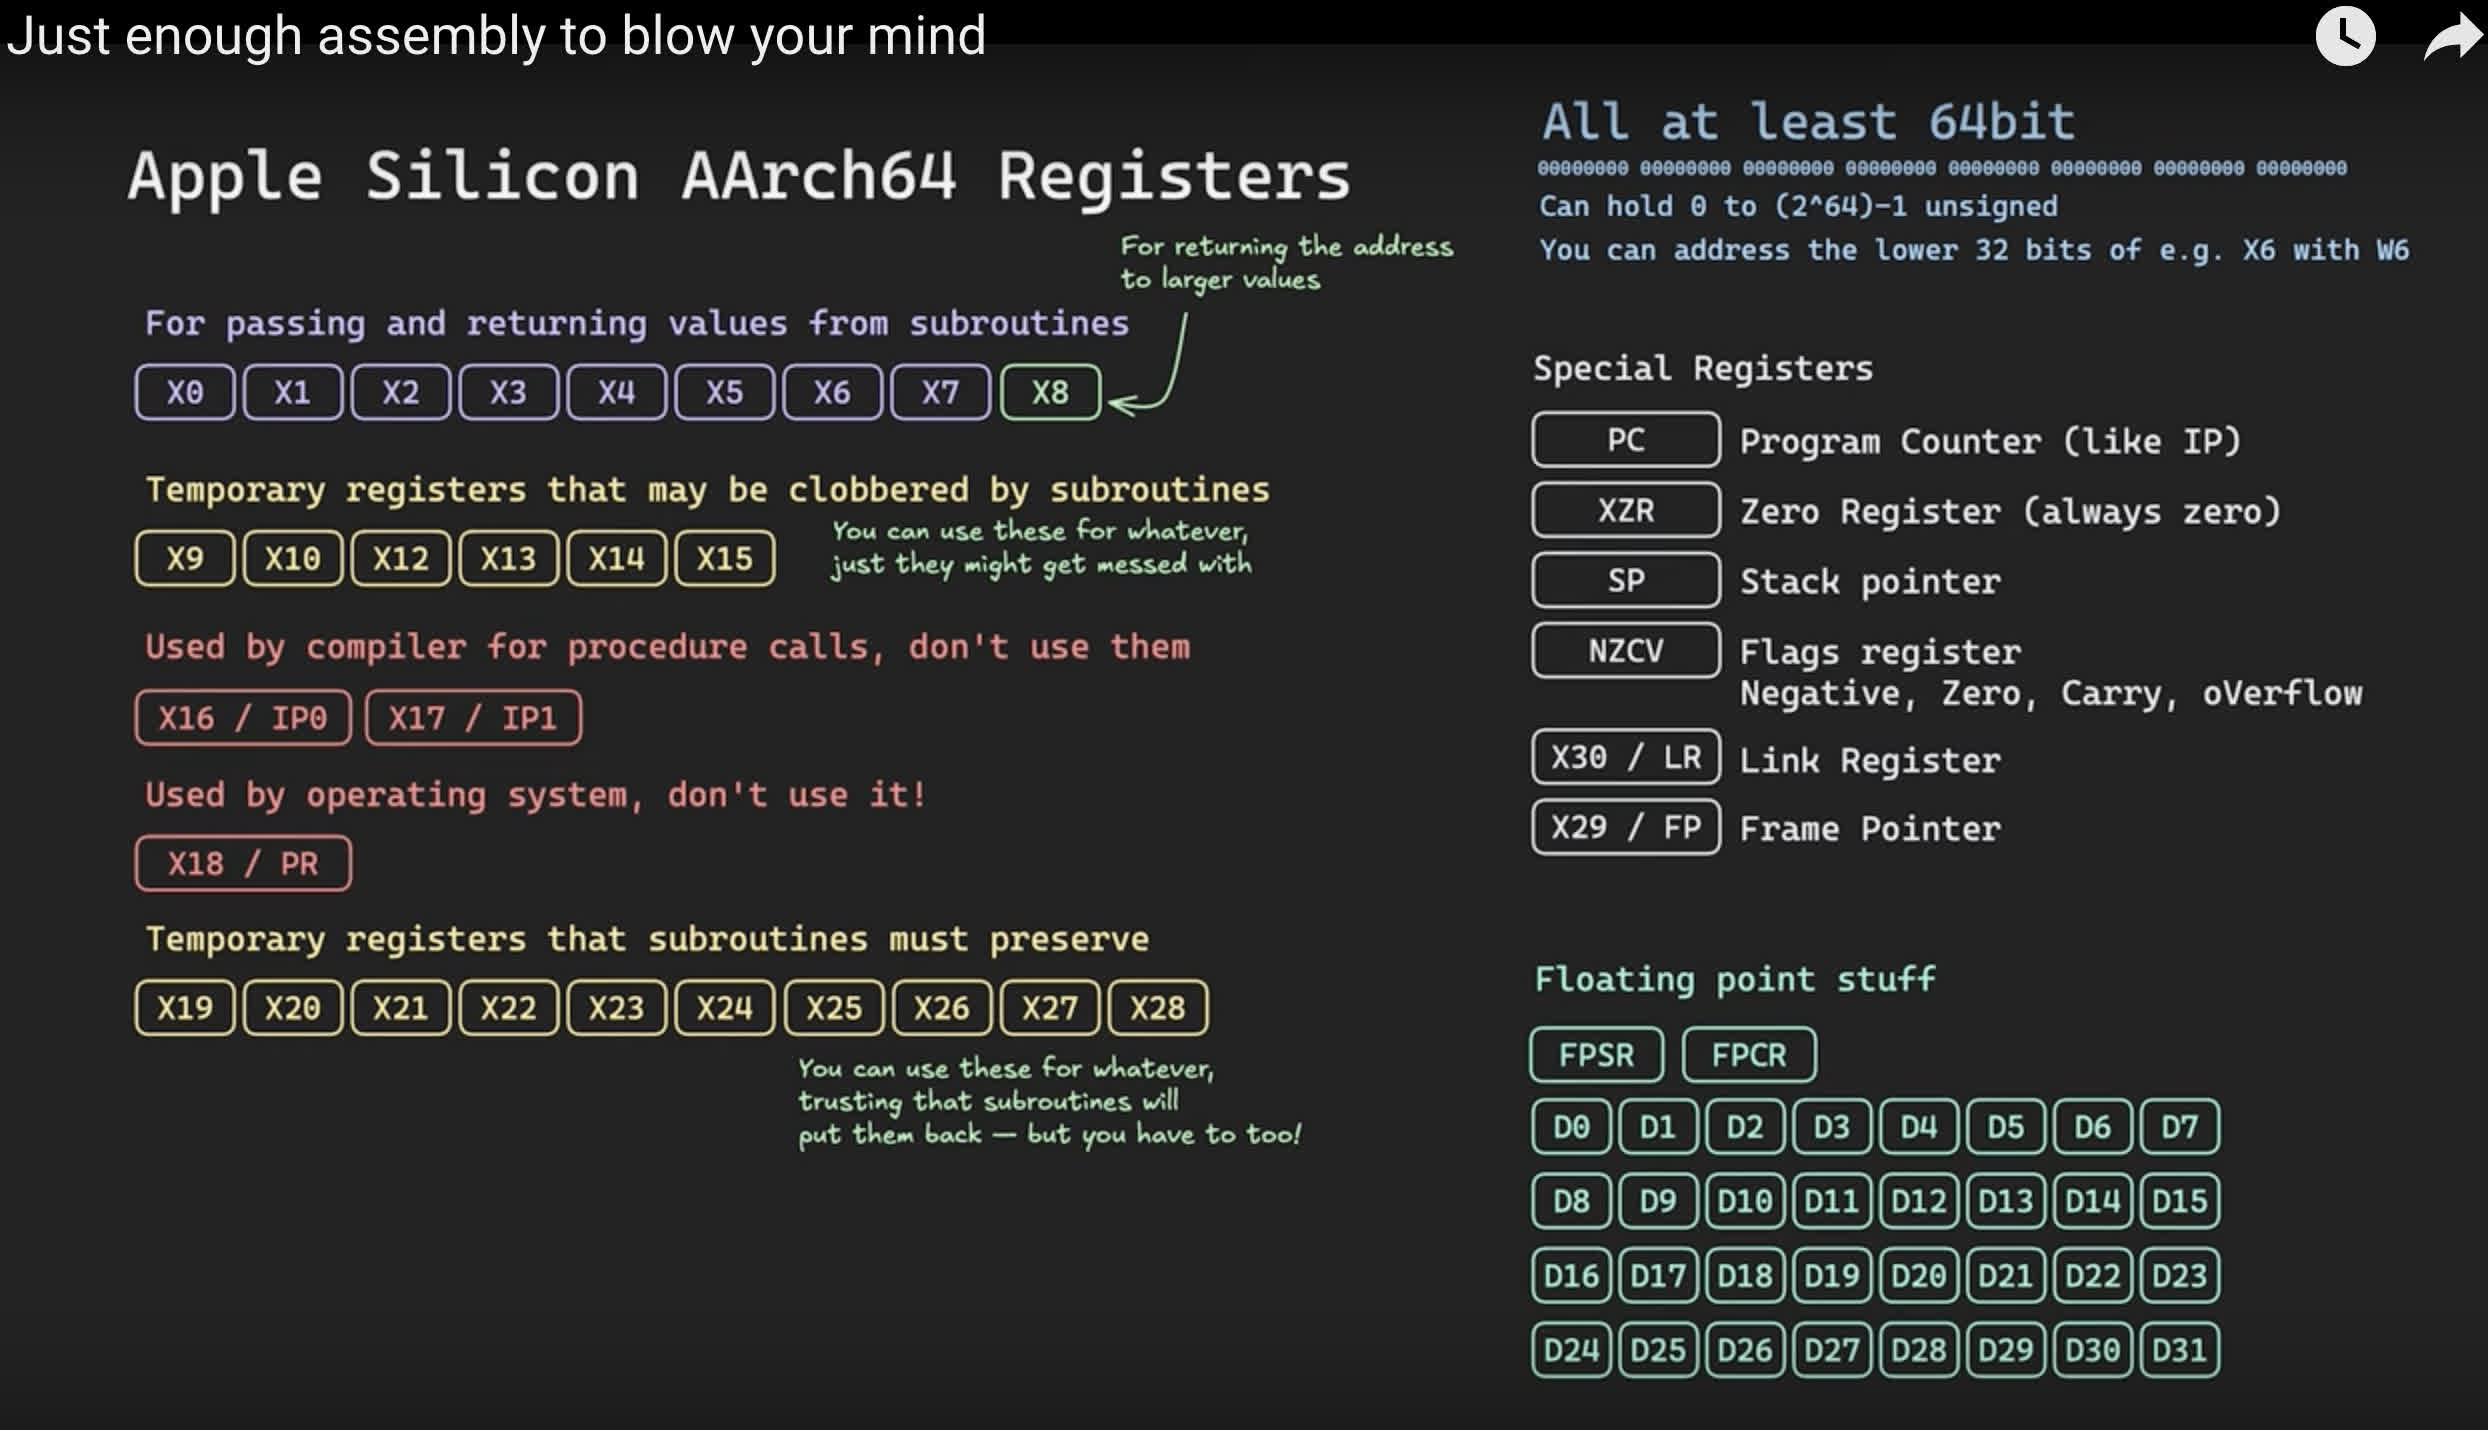 Just enough assembly to blow your mind
Apple Silicon AArch64 Registers
For returning the address
to larger values
For passing and returning values from subroutines
X0 X1 X2 X3 X4 X5 X6 X7 X8
Temporary registers that may be clobbered by subroutines
X9 X10 X12 X13 X14 X15
You can use these for whatever,
just they might get messed with
Used by compiler for procedure calls, don't use them
X16 / IP0 X17 / IP1
Used by operating system, don't use it!
X18 / PR
Temporary registers that subroutines must preserve
X19 X20 X21 X22 X23 X24 X25 X26 X27 X28
You can use these for whatever,
trusting that subroutines will
put them back — but you have to too!
All at least 64bit
00000000 00000000 00000000 00000000 00000000 00000000 00000000 00000000
Can hold 0 to (2^64)-1 unsigned
You can address the lower 32 bits of e.g. X6 with W6
Special Registers
PC Program Counter (like IP)
XZR Zero Register (always zero)
SP Stack pointer
NZCV Flags register
Negative, Zero, Carry, oVerflow
X30 / LR Link Register
X29 / FP Frame Pointer
Floating point stuff
FPSR FPCR
D0 D1 D2 D3 D4 D5 D6 D7
D8 D9 D10 D11 D12 D13 D14 D15
D16 D17 D18 D19 D20 D21 D22 D23
D24 D25 D26 D27 D28 D29 D30 D31